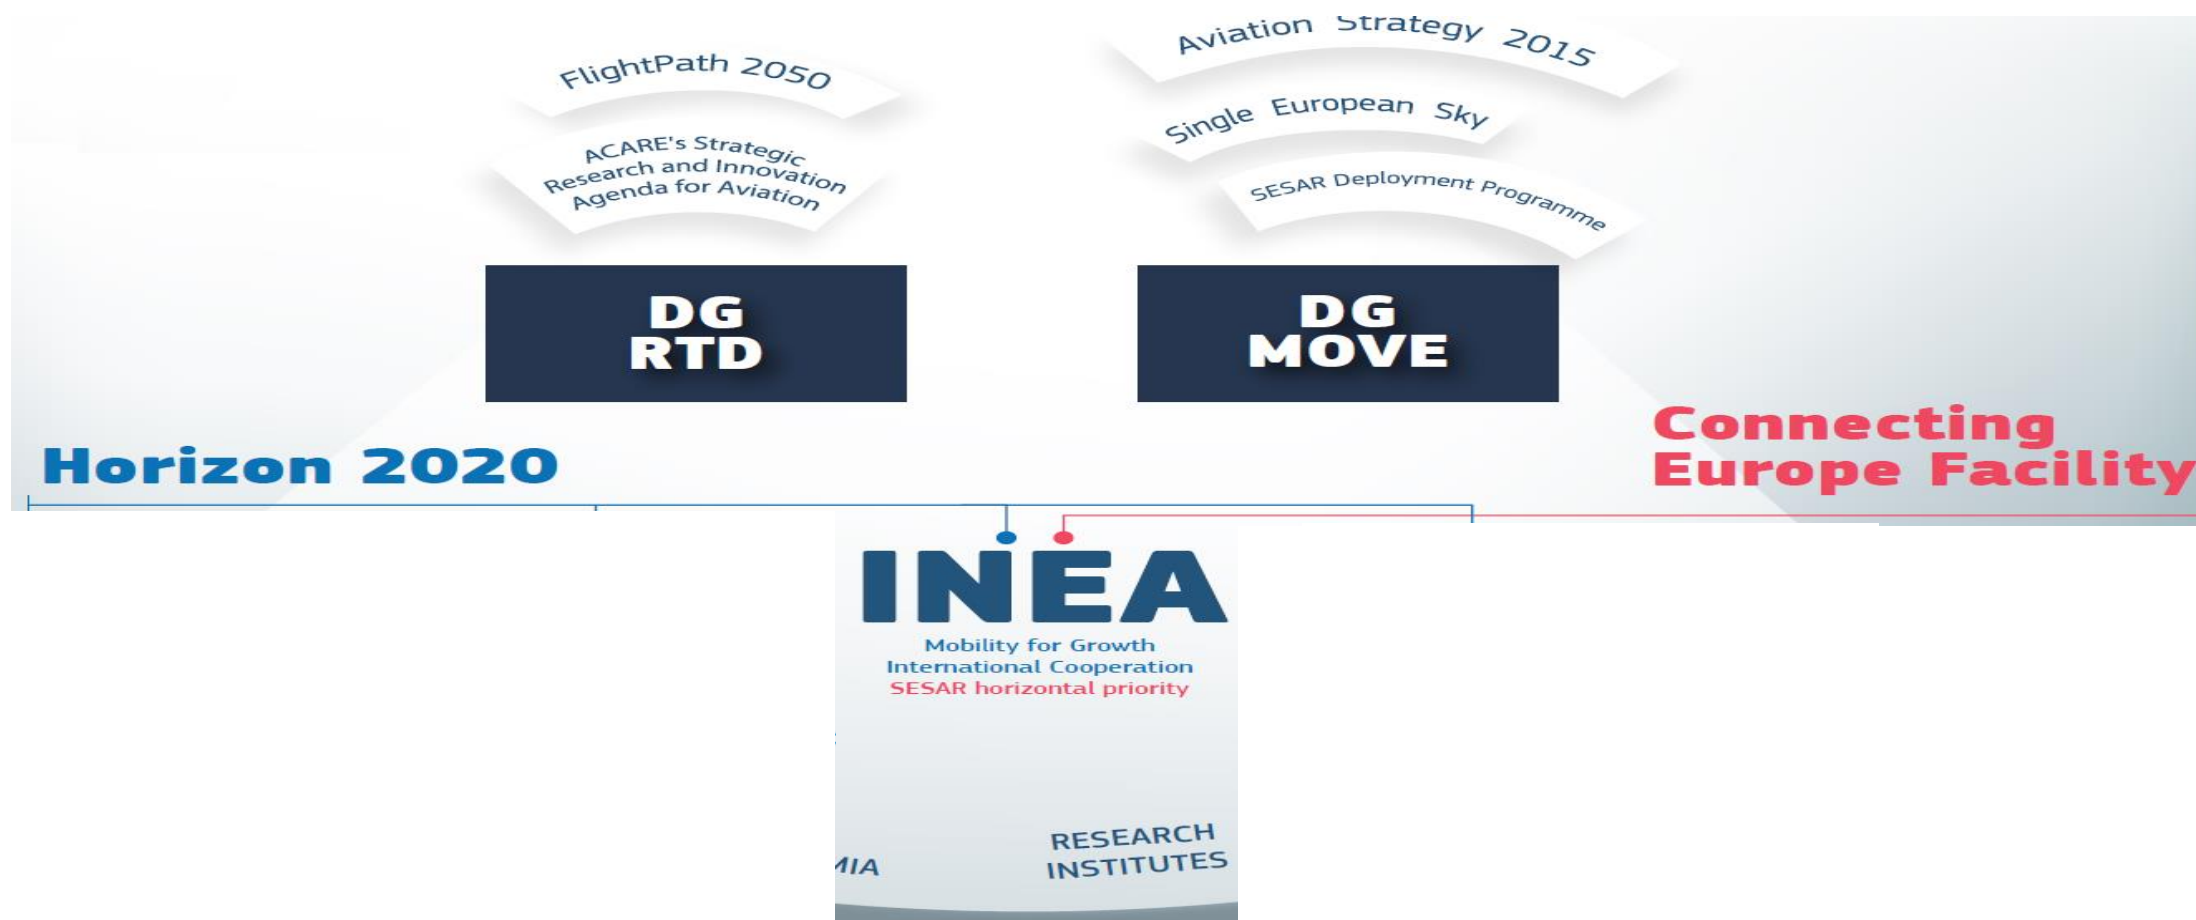 FlightPath 2050
ACARE's Strategic
Research and Innovation
Agenda for Aviation
Aviation Strategy 2015
Single European Sky
SESAR Deployment Programme
DG
RTD
DG
MOVE
Horizon 2020
Connecting
Europe Facility
INEA
Mobility for Growth
International Cooperation
SESAR horizontal priority
MIA
RESEARCH
INSTITUTES